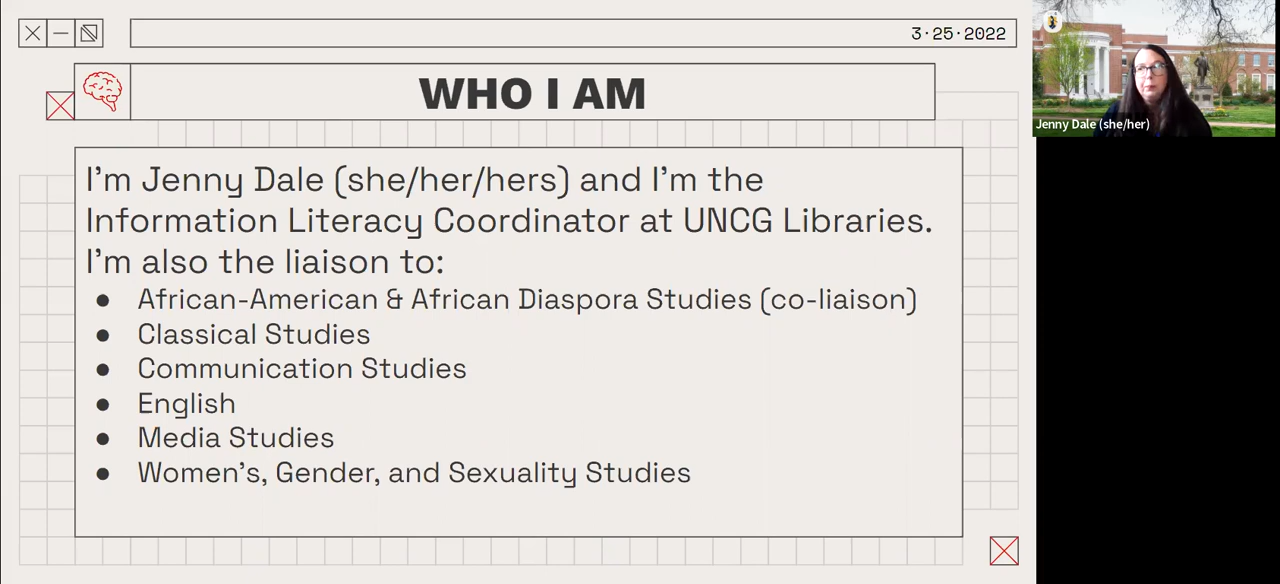 3·25·2022
WHO I AM
I'm Jenny Dale (she/her/hers) and I'm the
Information Literacy Coordinator at UNCG Libraries.
I'm also the liaison to:
● African-American & African Diaspora Studies (co-liaison)
● Classical Studies
● Communication Studies
● English
● Media Studies
● Women's, Gender, and Sexuality Studies
Jenny Dale (she/her)